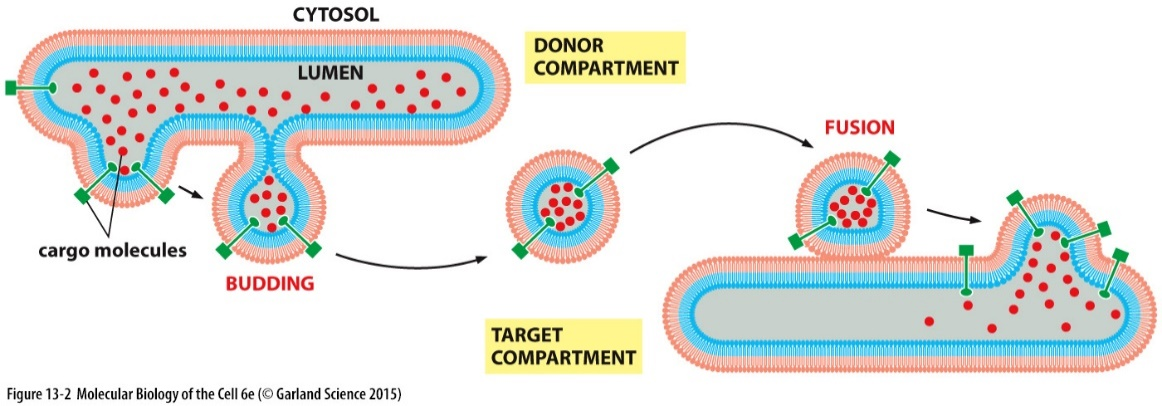 CYTOSOL
LUMEN
DONOR
COMPARTMENT
FUSION
cargo molecules
BUDDING
TARGET
COMPARTMENT
Figure 13-2 Molecular Biology of the Cell 6e (© Garland Science 2015)